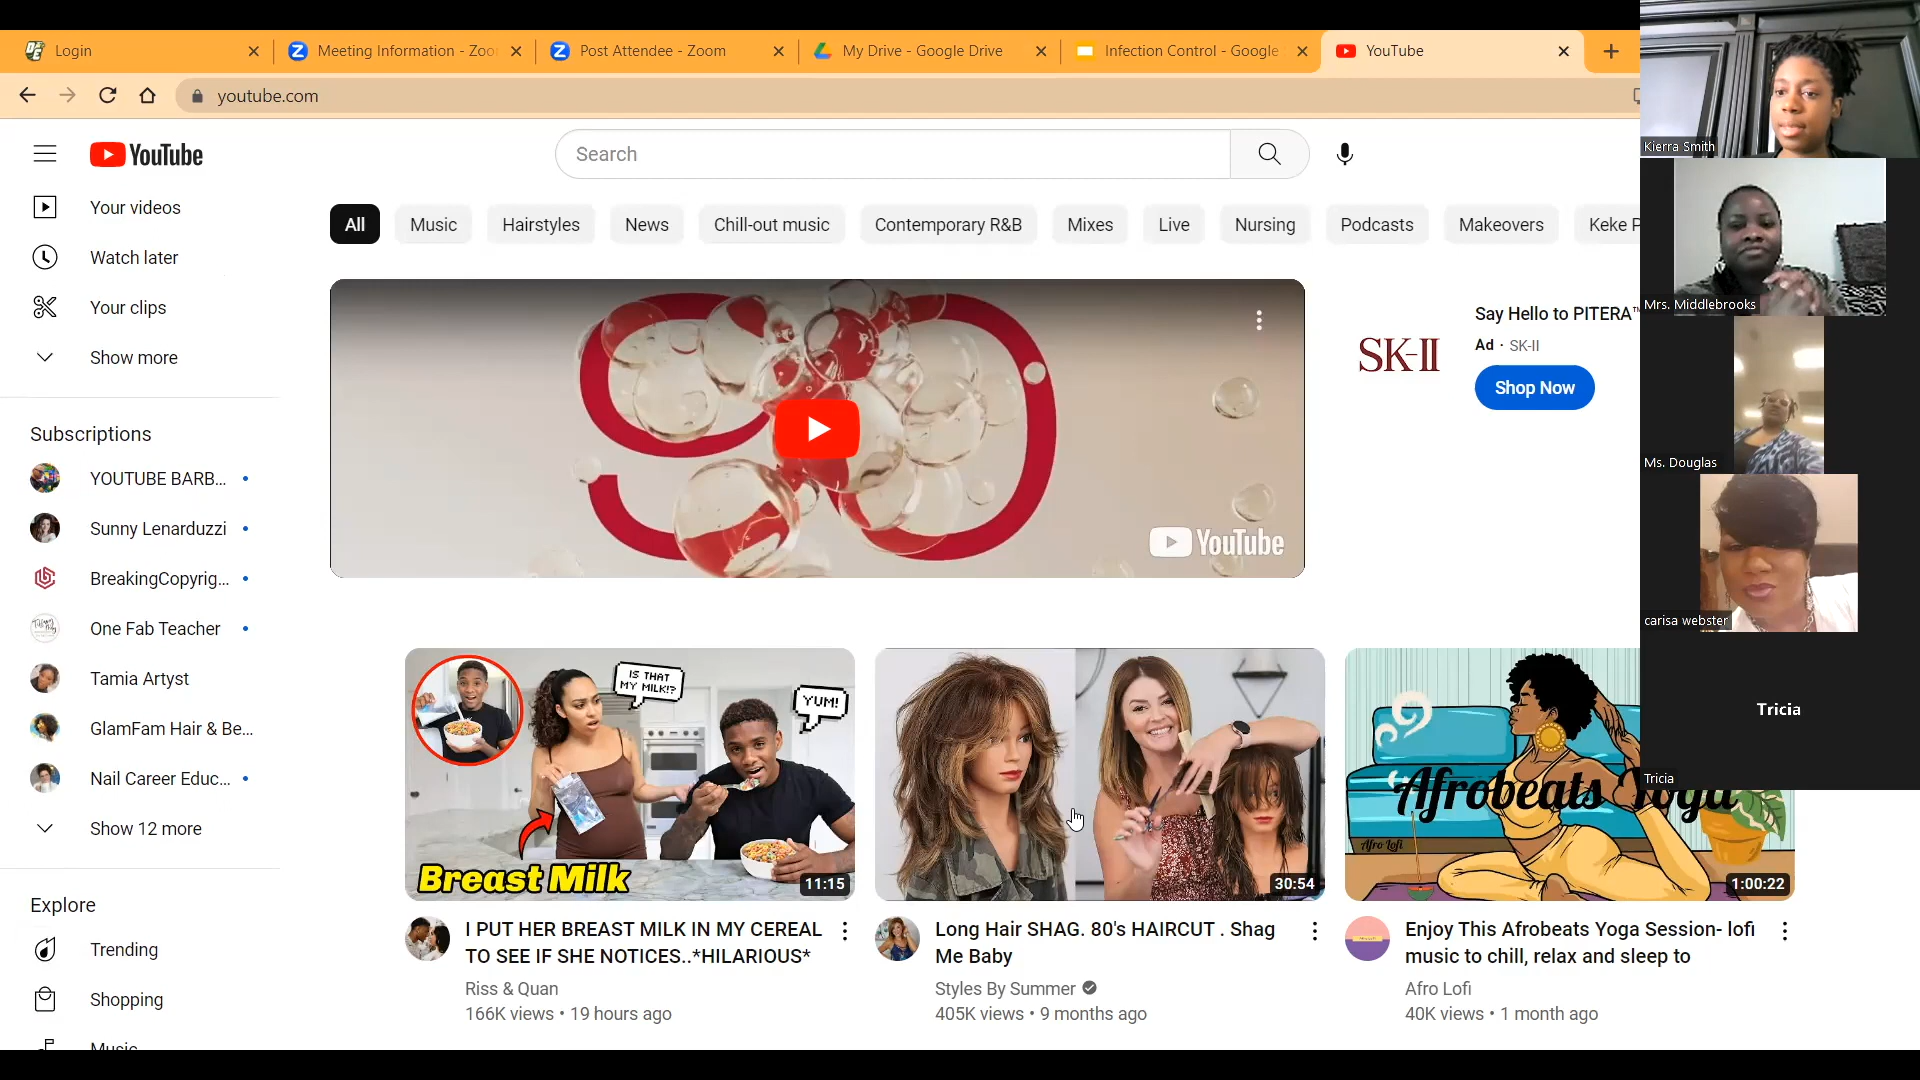 Login
Meeting Information - Zoo
Post Attendee - Zoom
My Drive - Google Drive
Infection Control - Google
YouTube
youtube.com
YouTube
Search
Your videos
Watch later
Your clips
Show more
All
Music
Hairstyles
News
Chill-out music
Contemporary R&B
Mixes
Live
Nursing
Podcasts
Makeovers
Keke P
YouTube
SK-II
Say Hello to PITERA™
Ad · SK-II
Shop Now
Subscriptions
YOUTUBE BARB...
Sunny Lenarduzzi
BreakingCopyrig...
One Fab Teacher
Tamia Artyst
GlamFam Hair & Be...
Nail Career Educ...
Show 12 more
Explore
Trending
Shopping
Music
IS THAT
MY MILK!?
YUM!
Breast Milk
11:15
I PUT HER BREAST MILK IN MY CEREAL
TO SEE IF SHE NOTICES..*HILARIOUS*
Riss & Quan
166K views • 19 hours ago
30:54
Long Hair SHAG. 80's HAIRCUT . Shag
Me Baby
Styles By Summer
405K views • 9 months ago
Afrobeats Yoga
Afro Lofi
1:00:22
Enjoy This Afrobeats Yoga Session- lofi
music to chill, relax and sleep to
Afro Lofi
40K views • 1 month ago
Kierra Smith
Mrs. Middlebrooks
Ms. Douglas
carisa webster
Tricia
Tricia